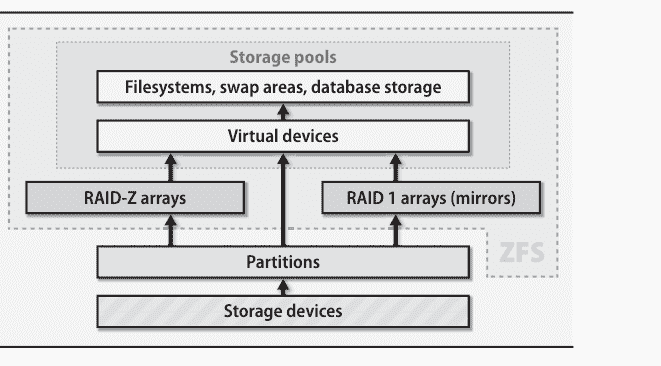 Storage pools
Filesystems, swap areas, database storage
Virtual devices
RAID-Z arrays
RAID 1 arrays (mirrors)
Partitions
ZFS
Storage devices